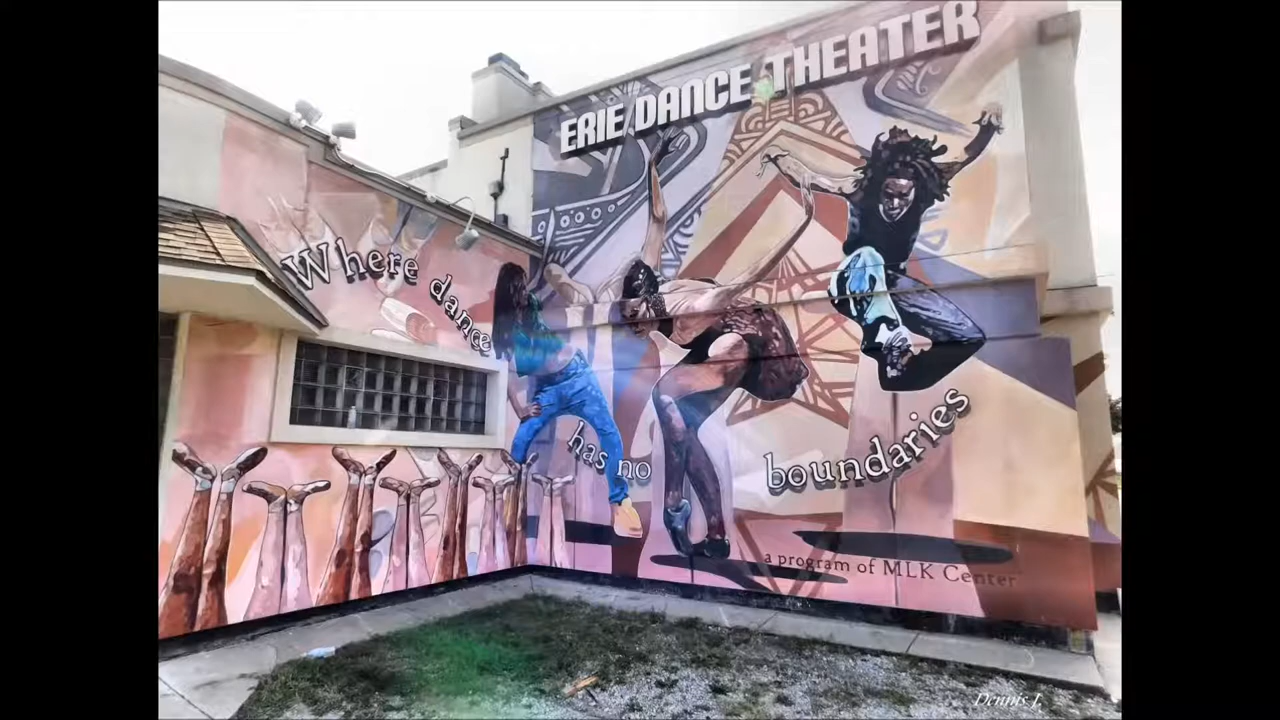 ERIE DANCE THEATER
Where dance
has no
boundaries
a program of MLK Center
Dennis J.